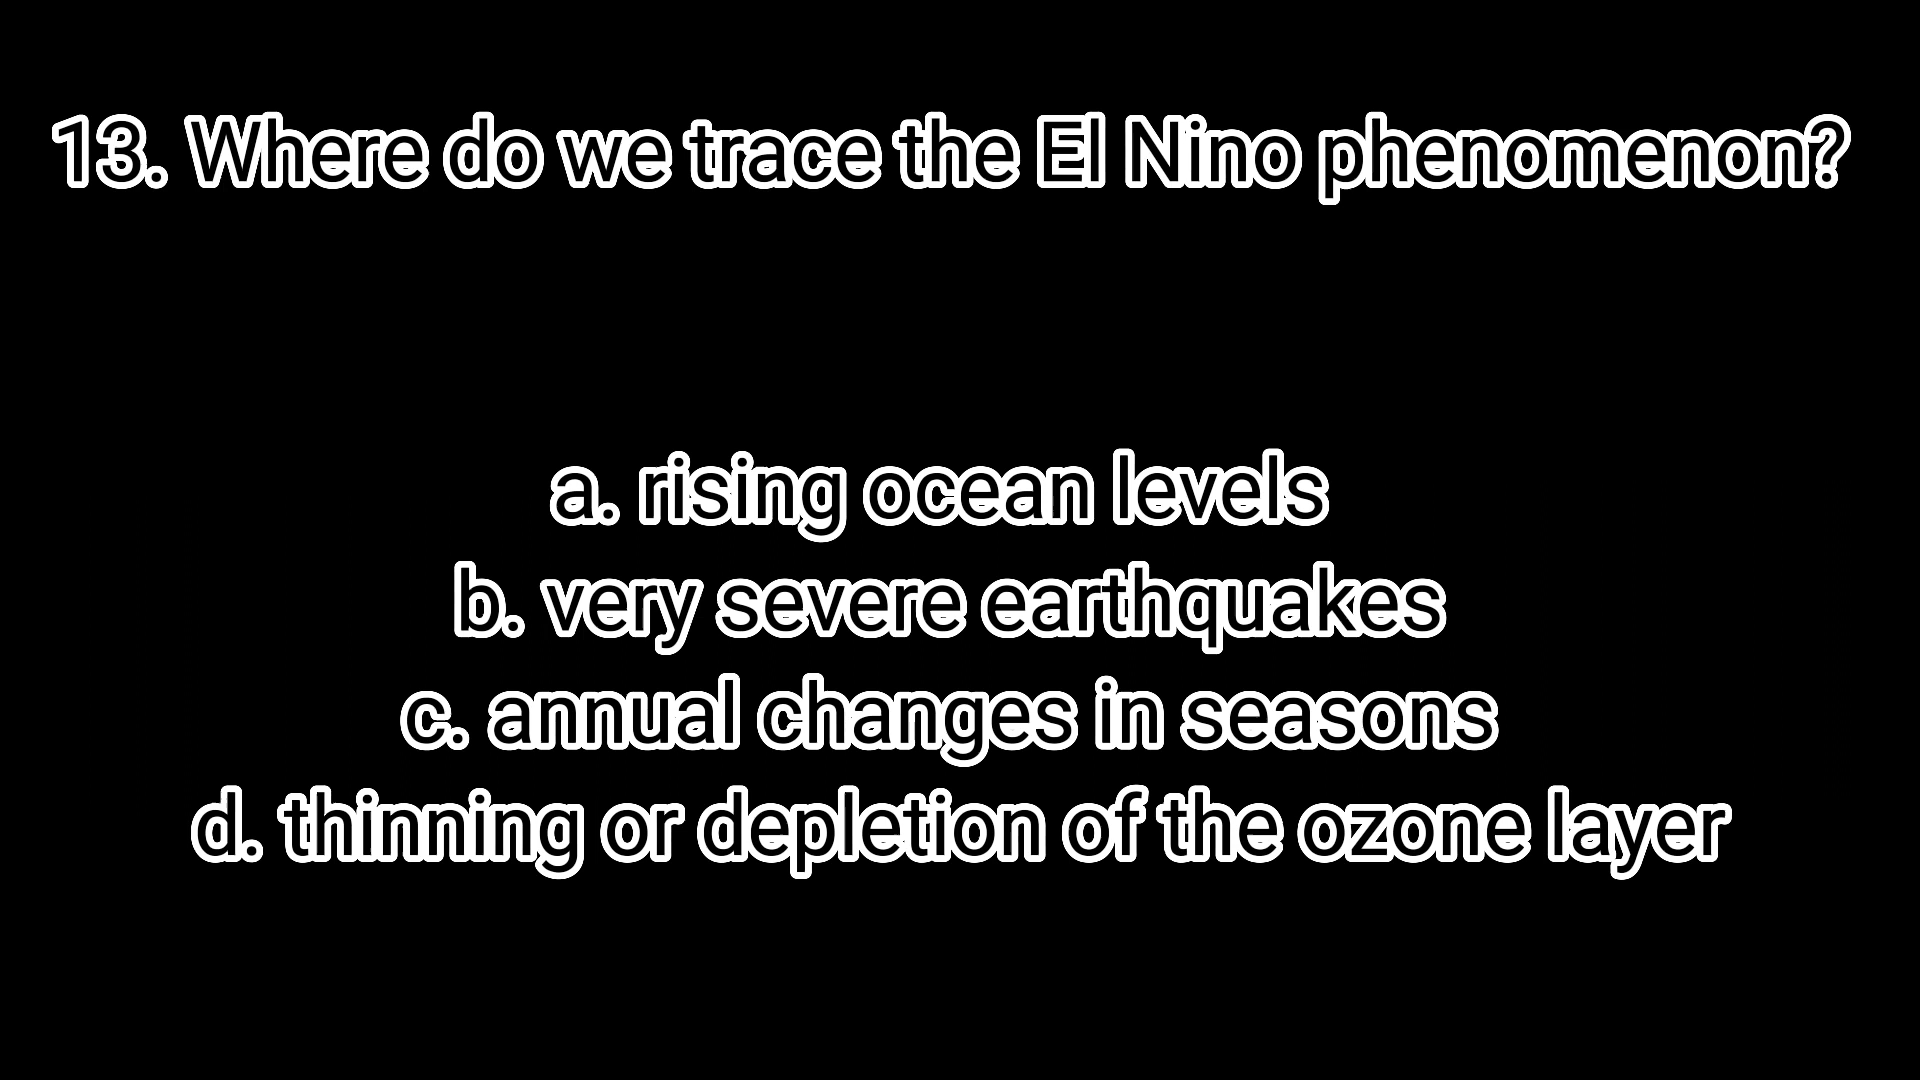 13. Where do we trace the El Nino phenomenon?
a. rising ocean levels
b. very severe earthquakes
c. annual changes in seasons
d. thinning or depletion of the ozone layer